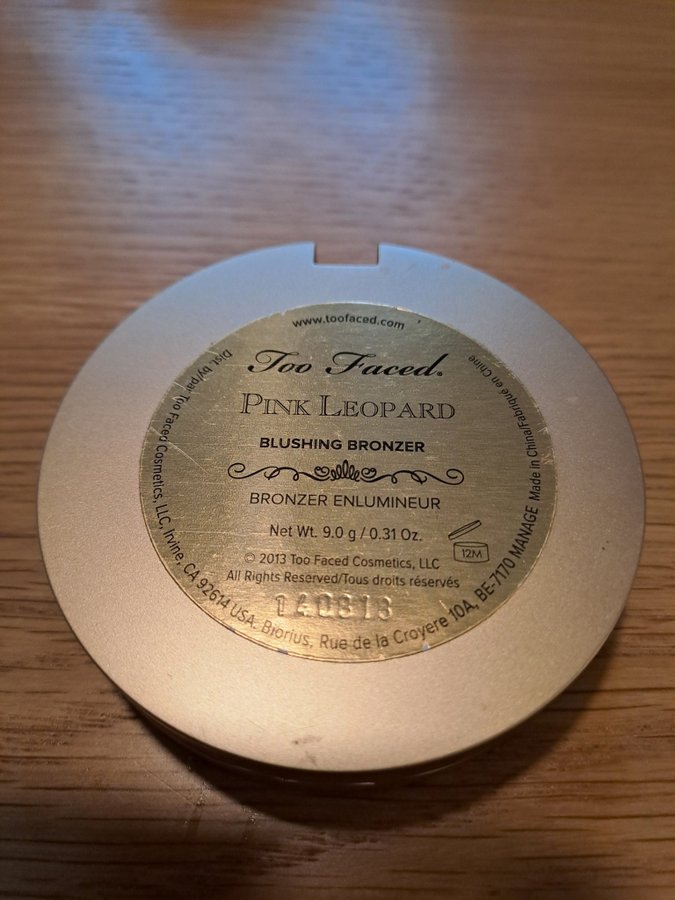 www.toofaced.com
Too Faced.
PINK LEOPARD
BLUSHING BRONZER
BRONZER ENLUMINEUR
Net Wt. 9.0 g / 0.31 Oz.
12M
© 2013 Too Faced Cosmetics, LLC
All Rights Reserved/Tous droits réservés
Dist. by/par Too Faced Cosmetics, LLC, Irvine, CA 92614 USA. Biorius, Rue de la Croyere 10A, BE-7170 MANAGE Made in China/Fabriqué en Chine